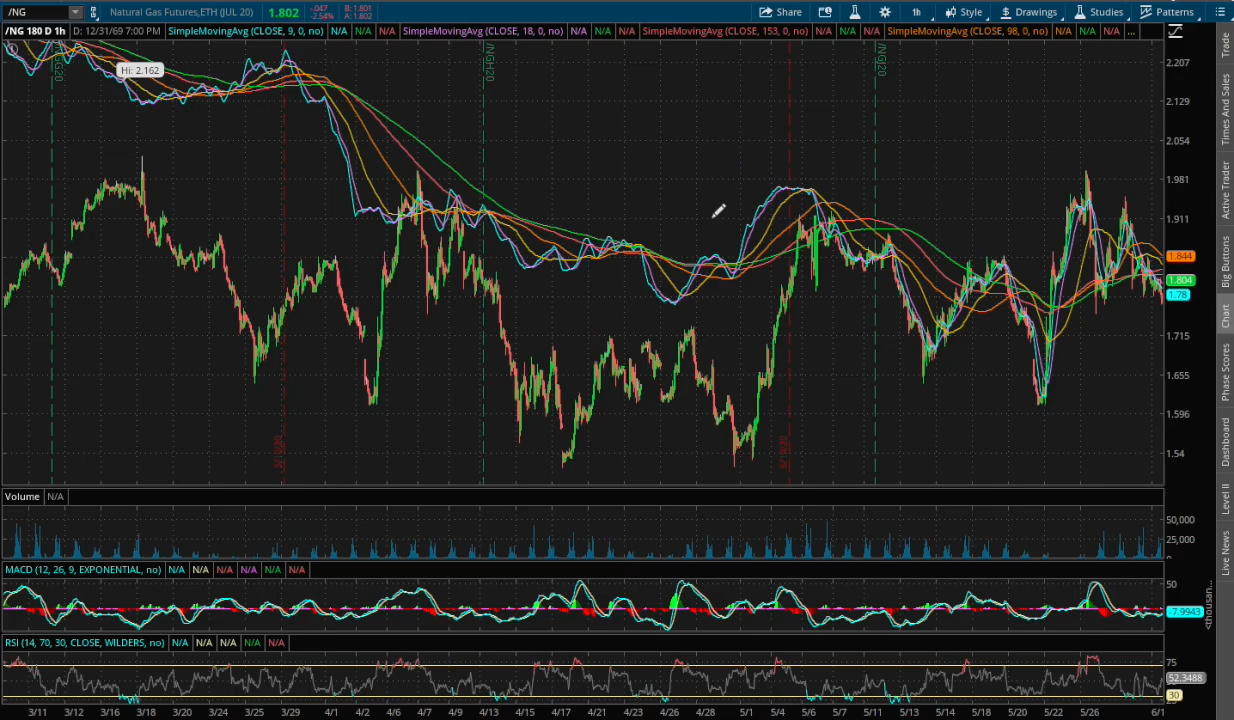 /NG Natural Gas Futures,ETH (JUL 20) 1.802 -.047 B: 1.801 Share 1h Style Drawings Studies Patterns
-2.54% A: 1.802
/NG 180 D 1h D: 12/31/69 7:00 PM SimpleMovingAvg (CLOSE, 9, 0, no) N/A N/A N/A SimpleMovingAvg (CLOSE, 18, 0, no) N/A N/A N/A SimpleMovingAvg (CLOSE, 153, 0, no) N/A N/A N/A SimpleMovingAvg (CLOSE, 98, 0, no) N/A N/A N/A ...
Hi: 2.162
/NGH20
2.207
2.129
2.054
1.981
1.911
1.844
1.804
1.78
1.715
1.655
1.596
1.54
Volume N/A
50,000
25,000
MACD (12, 26, 9, EXPONENTIAL, no) N/A N/A N/A N/A N/A N/A
50
-7.9943
<thousan...
RSI (14, 70, 30, CLOSE, WILDERS, no) N/A N/A N/A N/A N/A
75
52.3488
30
3/11 3/12 3/16 3/18 3/20 3/24 3/25 3/29 4/1 4/2 4/6 4/7 4/9 4/13 4/15 4/17 4/21 4/23 4/26 4/28 5/1 5/4 5/6 5/7 5/11 5/13 5/14 5/18 5/20 5/22 5/26 6/1
Trade
Times And Sales
Active Trader
Big Buttons
Chart
Phase Scores
Dashboard
Level II
Live News